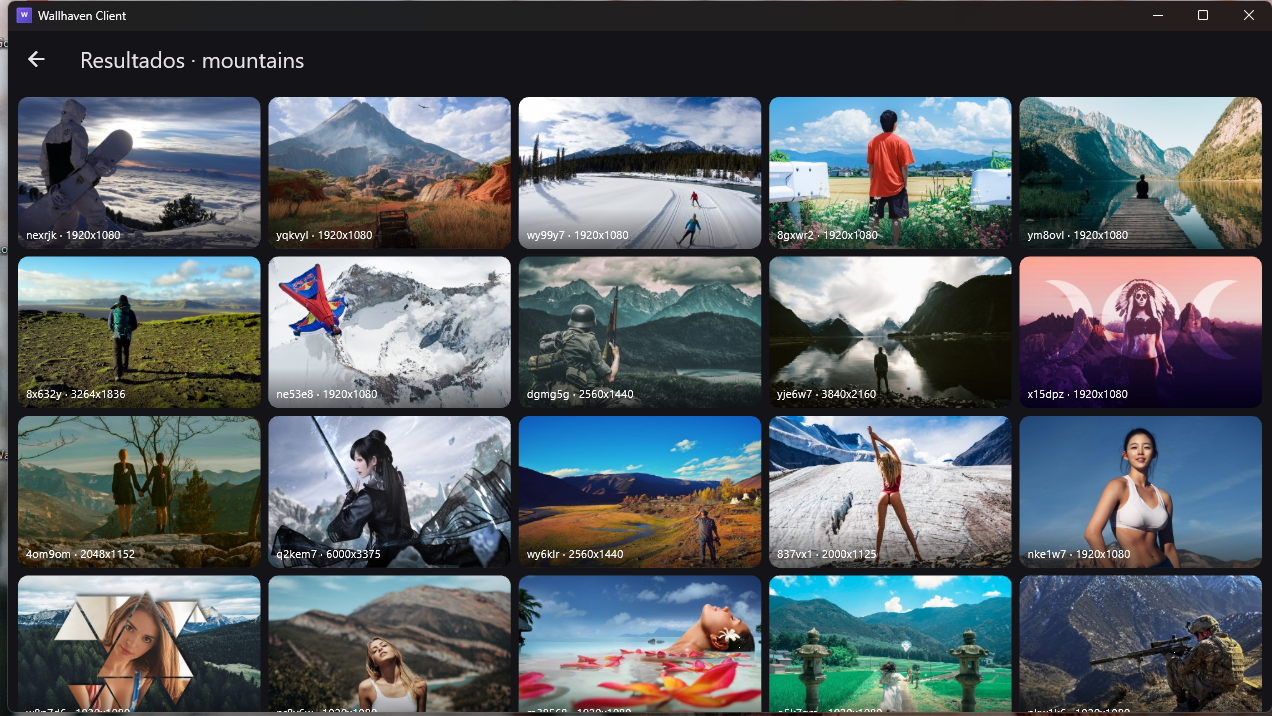 W Wallhaven Client
Resultados · mountains
nexrjk · 1920x1080
yqkvyl · 1920x1080
wy99y7 · 1920x1080
8gxwr2 · 1920x1080
ym8ovl · 1920x1080
8x632y · 3264x1836
ne53e8 · 1920x1080
dgmg5g · 2560x1440
yje6w7 · 3840x2160
x15dpz · 1920x1080
4om9om · 2048x1152
q2kem7 · 6000x3375
wy6klr · 2560x1440
837vx1 · 2000x1125
nke1w7 · 1920x1080